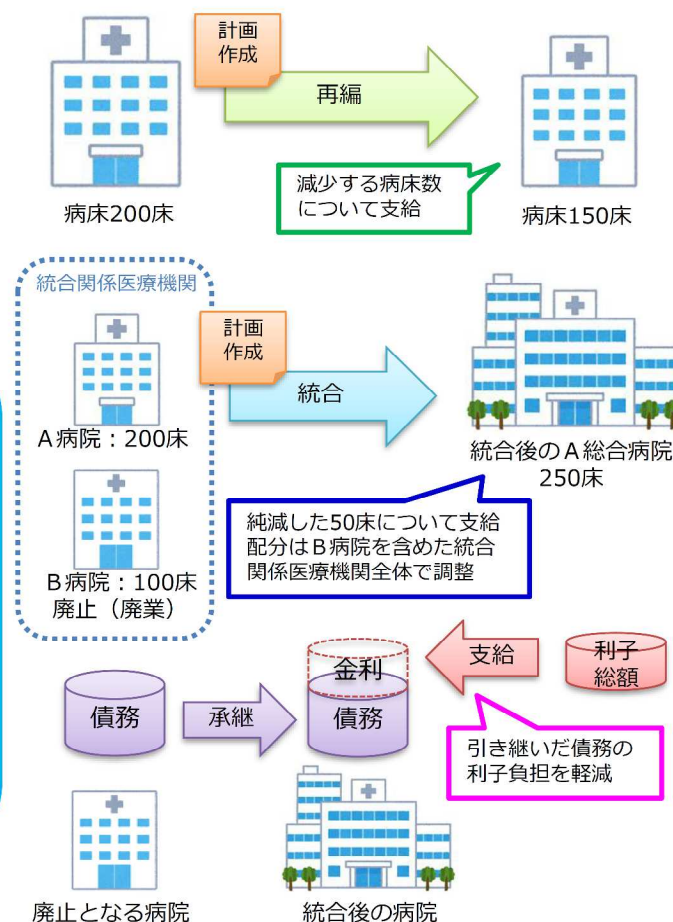 計画
作成
再編
減少する病床数
について支給
病床200床
病床150床
統合関係医療機関
計画
作成
統合
A病院：200床
統合後のA総合病院
250床
B病院：100床
廃止（廃業）
純減した50床について支給
配分はB病院を含めた統合
関係医療機関全体で調整
債務
承継
金利
債務
支給
利子
総額
引き継いだ債務の
利子負担を軽減
廃止となる病院
統合後の病院